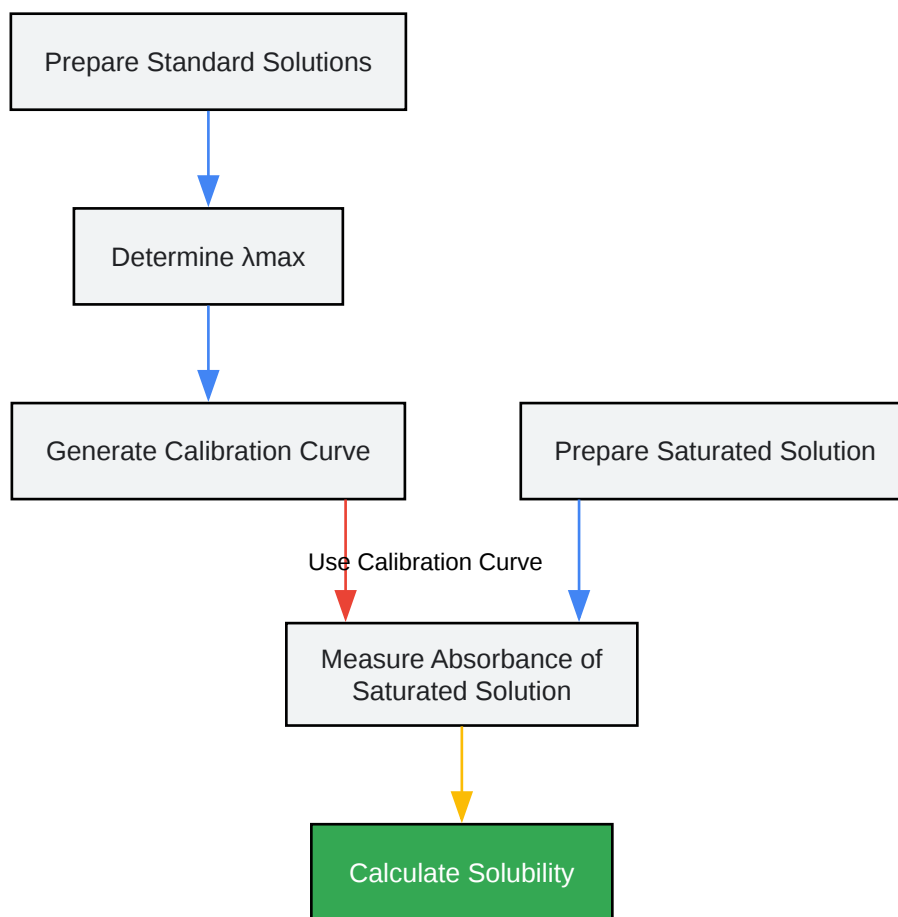 Prepare Standard Solutions
Determine λmax
Generate Calibration Curve
Prepare Saturated Solution
Use Calibration Curve
Measure Absorbance of
Saturated Solution
Calculate Solubility